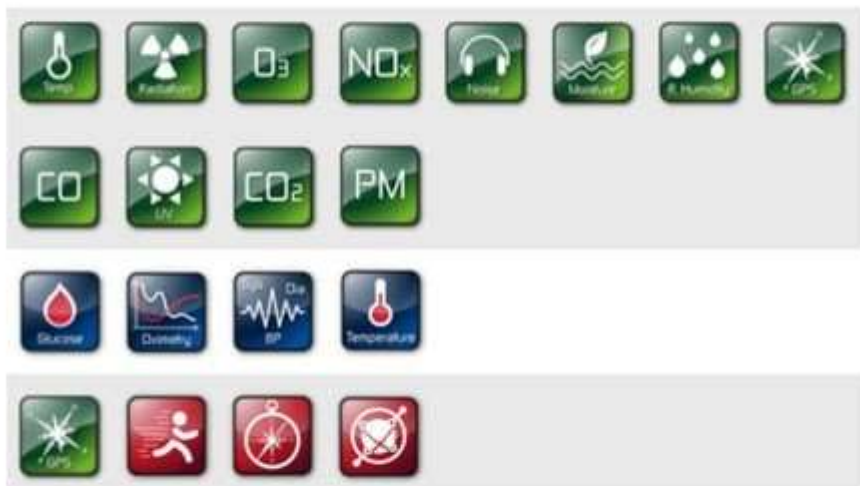 Temp
Radiation
O3
NOx
Noise
Moisture
R. Humidity
GPS
CO
UV
CO2
PM
Glucose
Oximetry
Sys Dia
BP
Temperature
GPS